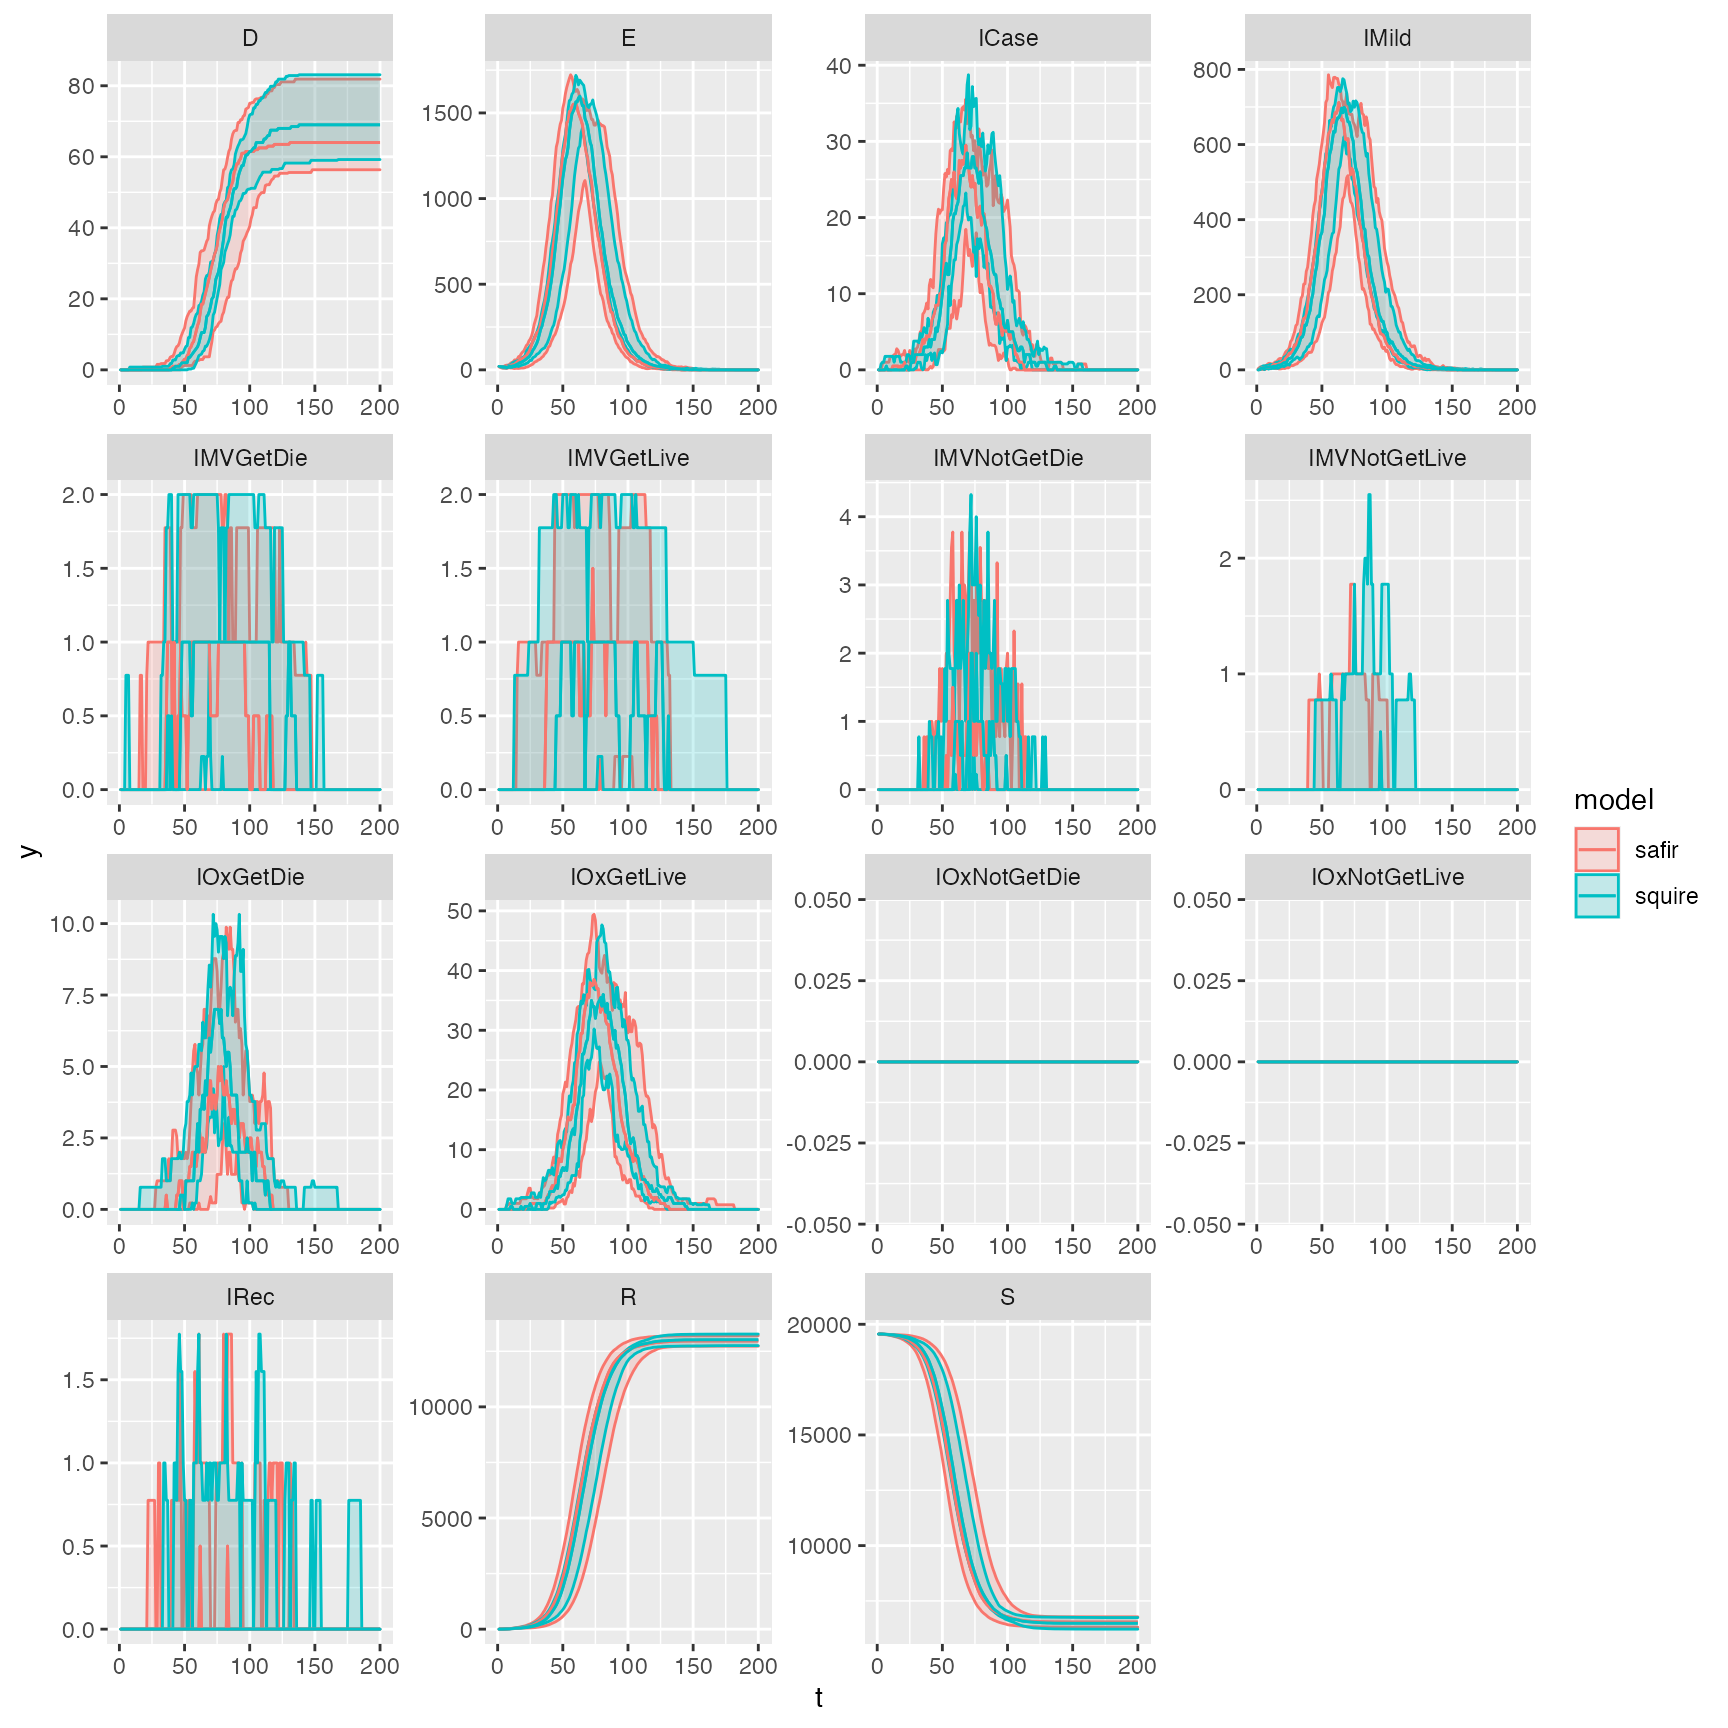 D E ICase IMild
80 60 40 20 0
1500 1000 500 0
40 30 20 10 0
800 600 400 200 0
0 50 100 150 200 0 50 100 150 200 0 50 100 150 200 0 50 100 150 200
IMVGetDie IMVGetLive IMVNotGetDie IMVNotGetLive
2.0 1.5 1.0 0.5 0.0
2.0 1.5 1.0 0.5 0.0
4 3 2 1 0
2 1 0
0 50 100 150 200 0 50 100 150 200 0 50 100 150 200 0 50 100 150 200
IOxGetDie IOxGetLive IOxNotGetDie IOxNotGetLive
10.0 7.5 5.0 2.5 0.0
50 40 30 20 10 0
0.050 0.025 0.000 -0.025 -0.050
0.050 0.025 0.000 -0.025 -0.050
0 50 100 150 200 0 50 100 150 200 0 50 100 150 200 0 50 100 150 200
IRec R S
1.5 1.0 0.5 0.0
10000 5000 0
20000 15000 10000
0 50 100 150 200 0 50 100 150 200 0 50 100 150 200
t
y
model
safir
squire